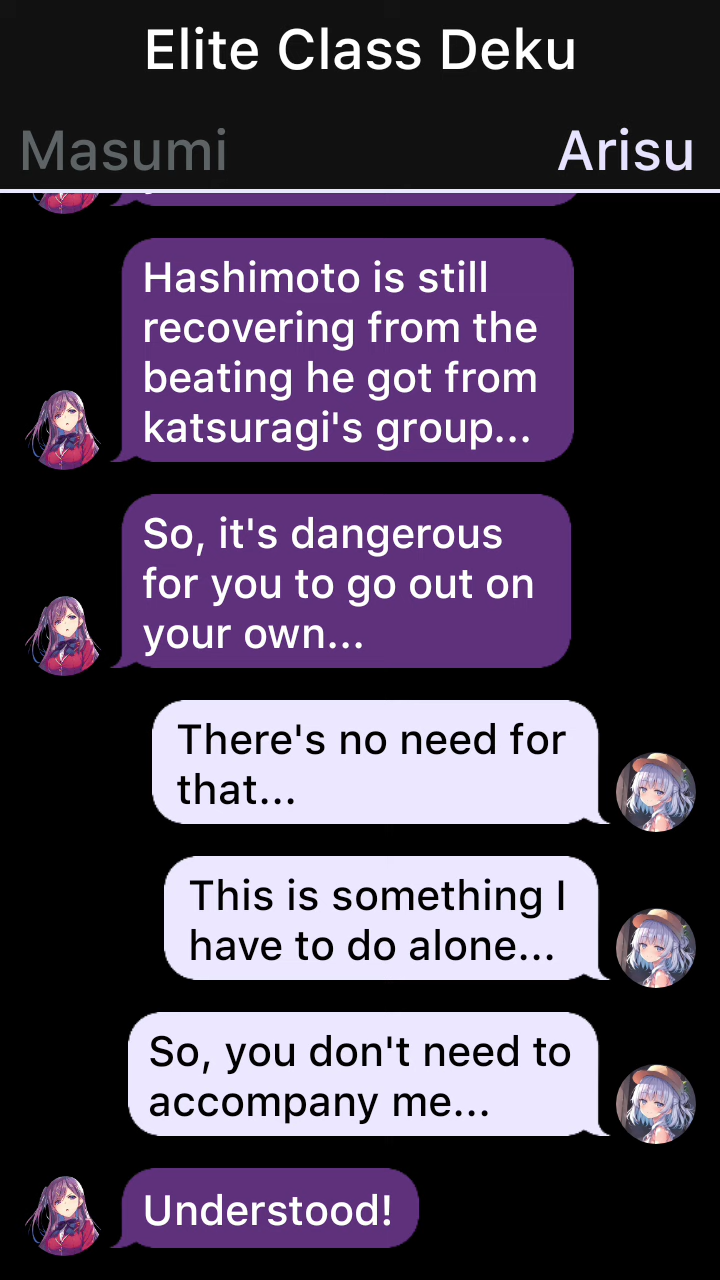 Elite Class Deku
Masumi
Arisu
Hashimoto is still
recovering from the
beating he got from
katsuragi's group...
So, it's dangerous
for you to go out on
your own...
There's no need for
that...
This is something I
have to do alone...
So, you don't need to
accompany me...
Understood!